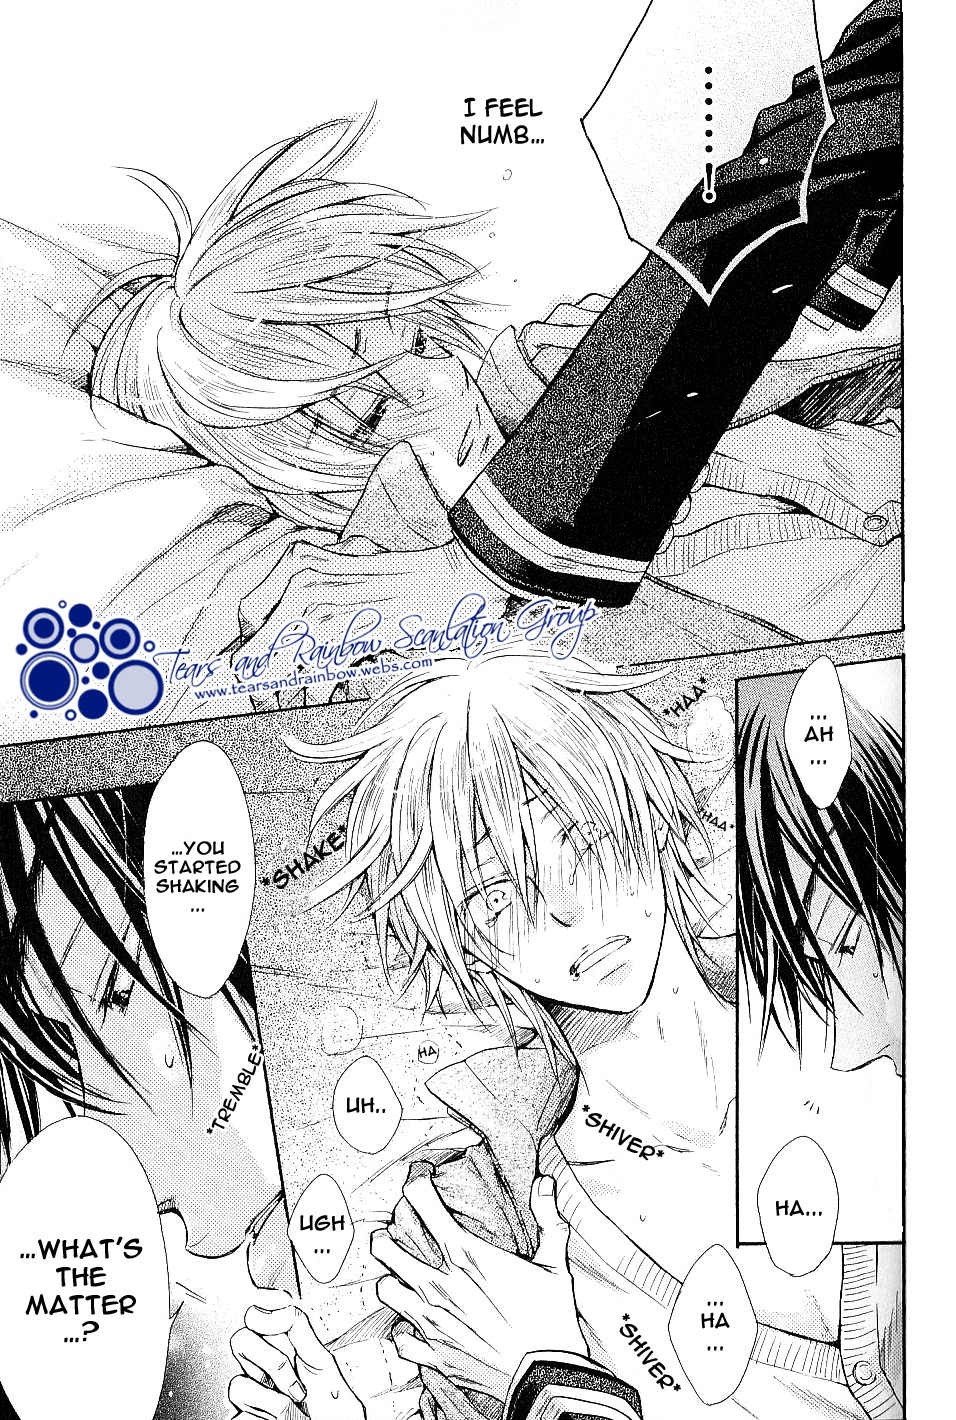 I FEEL
NUMB...
......!
Tears and Rainbow Scanlation Group
www.tearsandrainbow.webs.com
...
AH
...
*HAA*
*HAA*
*SHAKE*
...YOU
STARTED
SHAKING
...
*TREMBLE*
HA
UH..
*SHIVER*
HA...
UGH
...
...WHAT'S
THE
MATTER
...?
...
HA
...
*SHIVER*